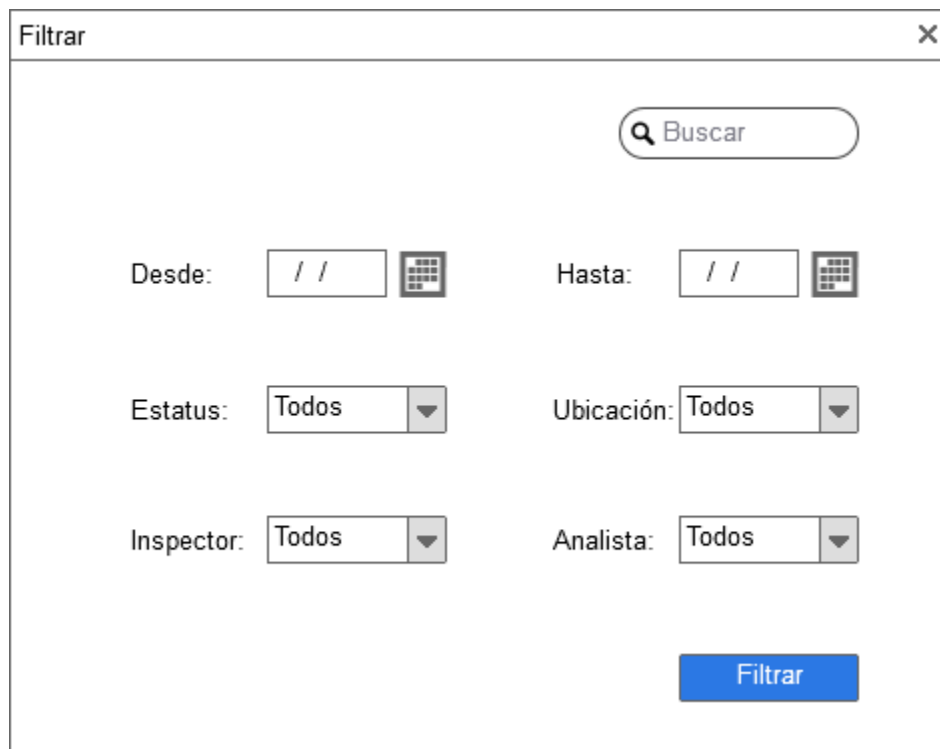 Filtrar
Buscar
Desde: / / Hasta: / /
Estatus: Todos Ubicación: Todos
Inspector: Todos Analista: Todos
Filtrar